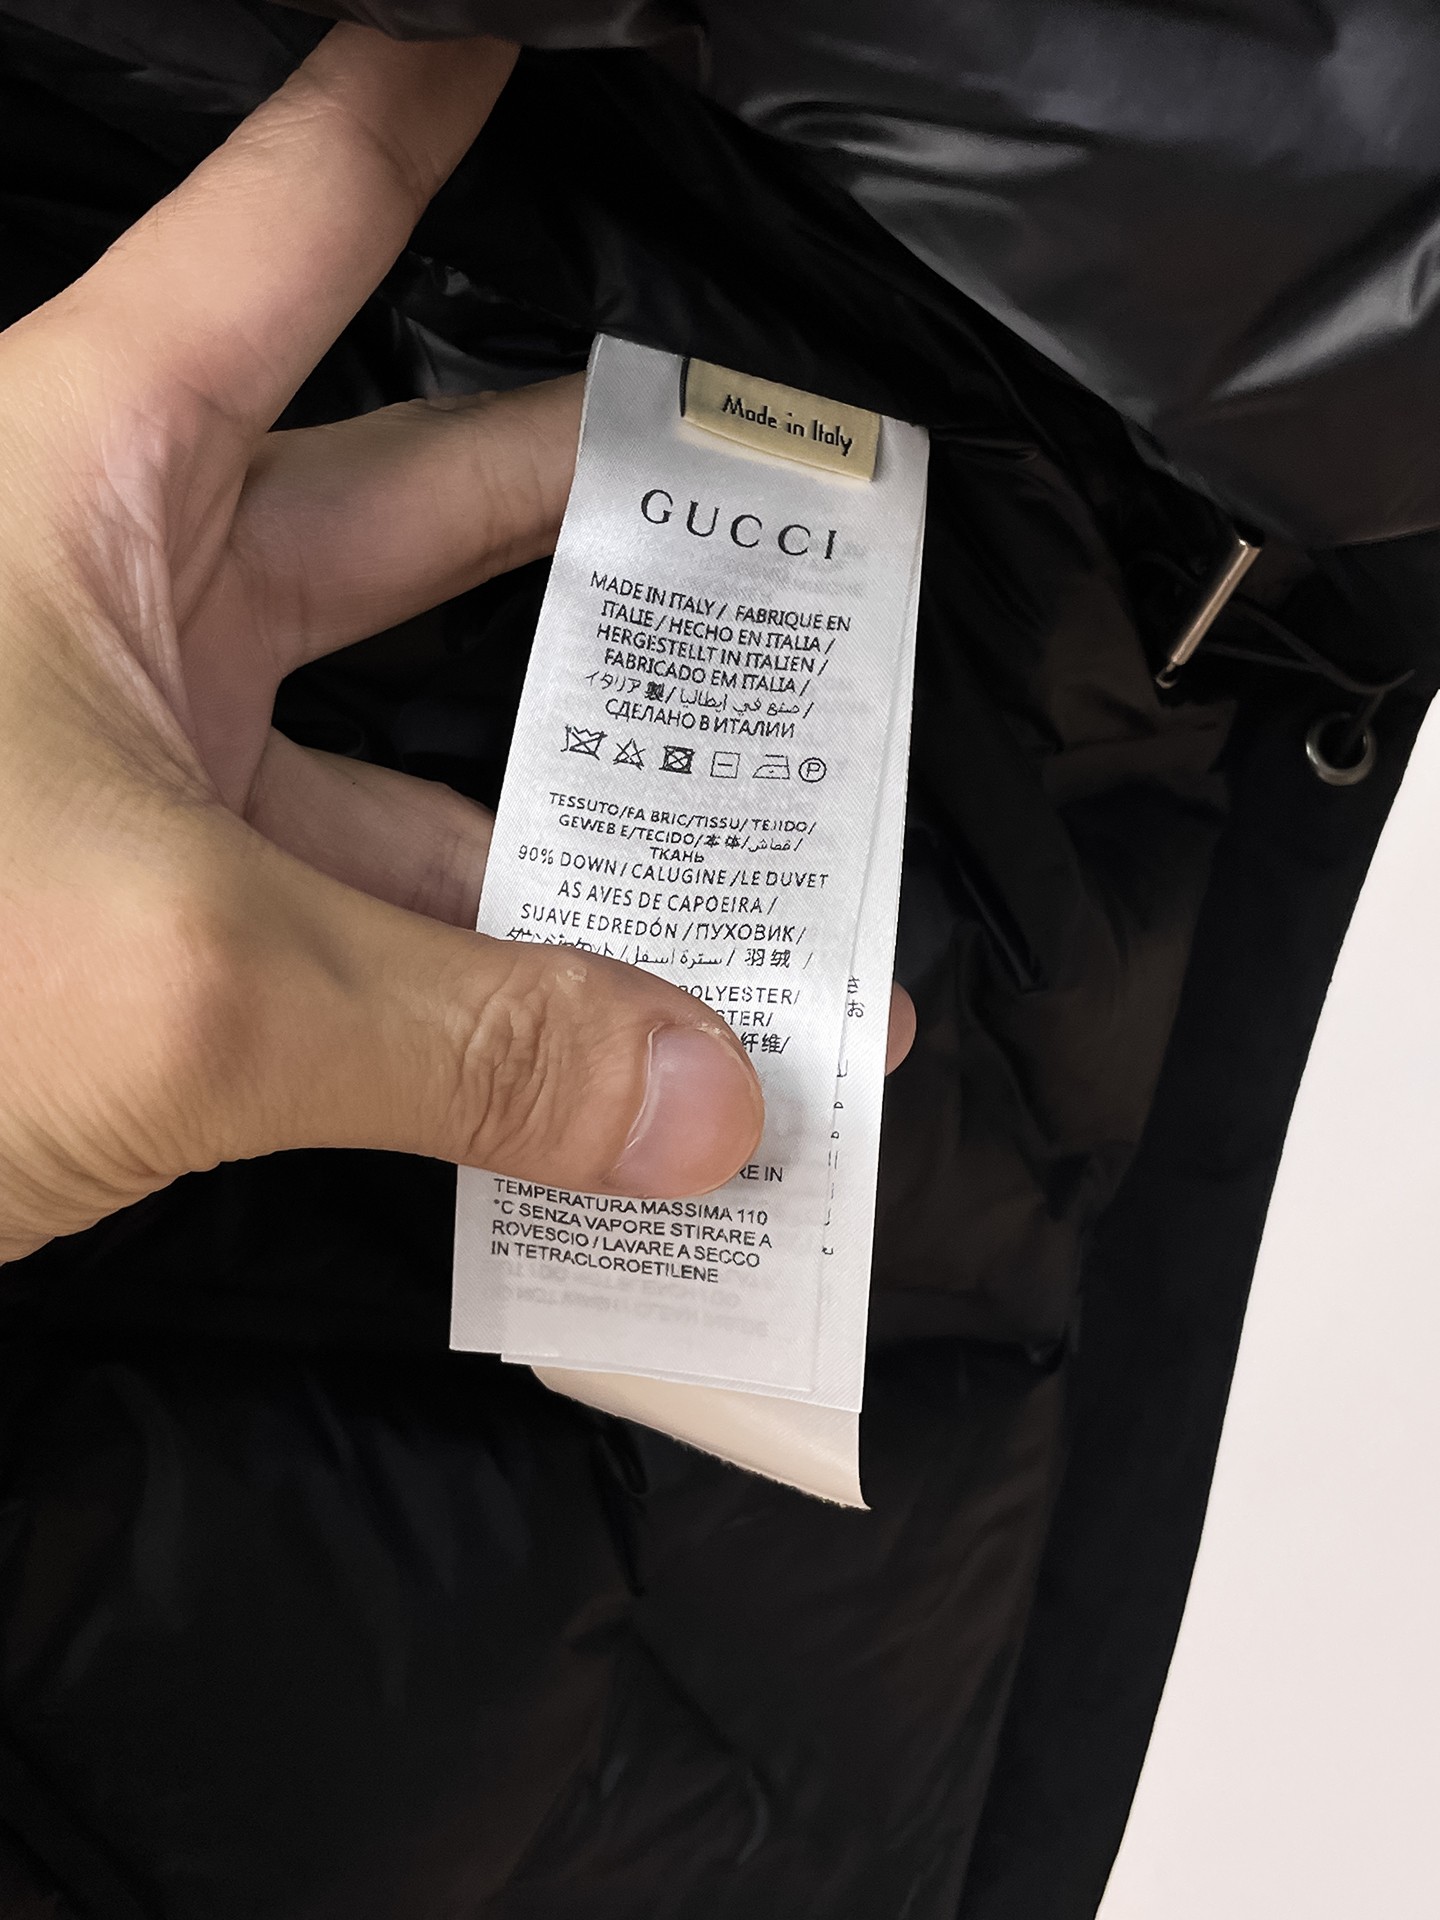 Made in Italy
GUCCI
MADE IN ITALY / FABRIQUÉ EN
ITALIE / HECHO EN ITALIA /
HERGESTELLT IN ITALIEN /
FABRICADO EM ITALIA /
イタリア製/صنع في ايطاليا/
СДЕЛАНО В ИТАЛИИ
P
TESSUTO/FA BRIC/TISSU/TEJIDO/
GEWEB E/TECIDO/本体/قماش/
ТКАНЬ
90% DOWN / CALUGINE /LE DUVET
AS AVES DE CAPOEIRA /
SUAVE EDREDÓN /ПУХОВИК/
سترة اسفل/ 羽绒 /
POLYESTER/
STER/
纤维/
RE IN
TEMPERATURA MASSIMA 110
°C SENZA VAPORE STIRARE A
ROVESCIO / LAVARE A SECCO
IN TETRACLOROETILENE